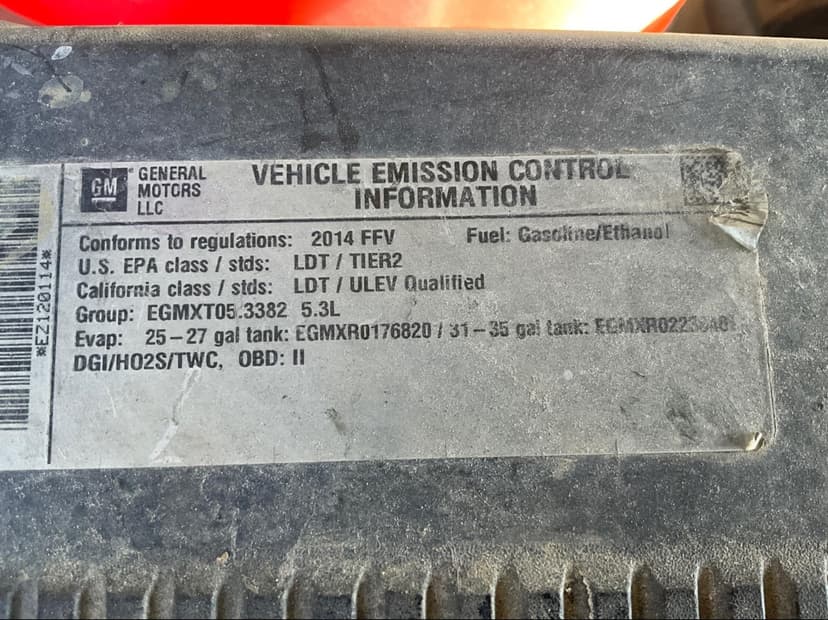 GM
GENERAL
MOTORS
LLC
VEHICLE EMISSION CONTROL
INFORMATION
Conforms to regulations: 2014 FFV Fuel: Gasoline/Ethanol
U.S. EPA class / stds: LDT / TIER2
California class / stds: LDT / ULEV Qualified
Group: EGMXT05.3382 5.3L
Evap: 25-27 gal tank: EGMXR0176820 / 31-35 gal tank:
DGI/HO2S/TWC, OBD: II
*EZ120114*